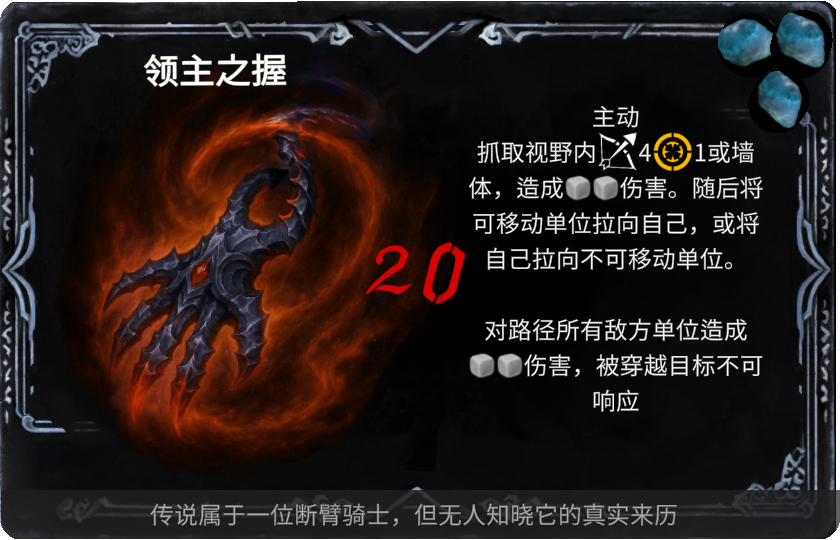 领主之握
主动
抓取视野内4 1或墙
体，造成伤害。随后将
可移动单位拉向自己，或将
自己拉向不可移动单位。
20
对路径所有敌方单位造成
伤害，被穿越目标不可
响应
传说属于一位断臂骑士，但无人知晓它的真实来历